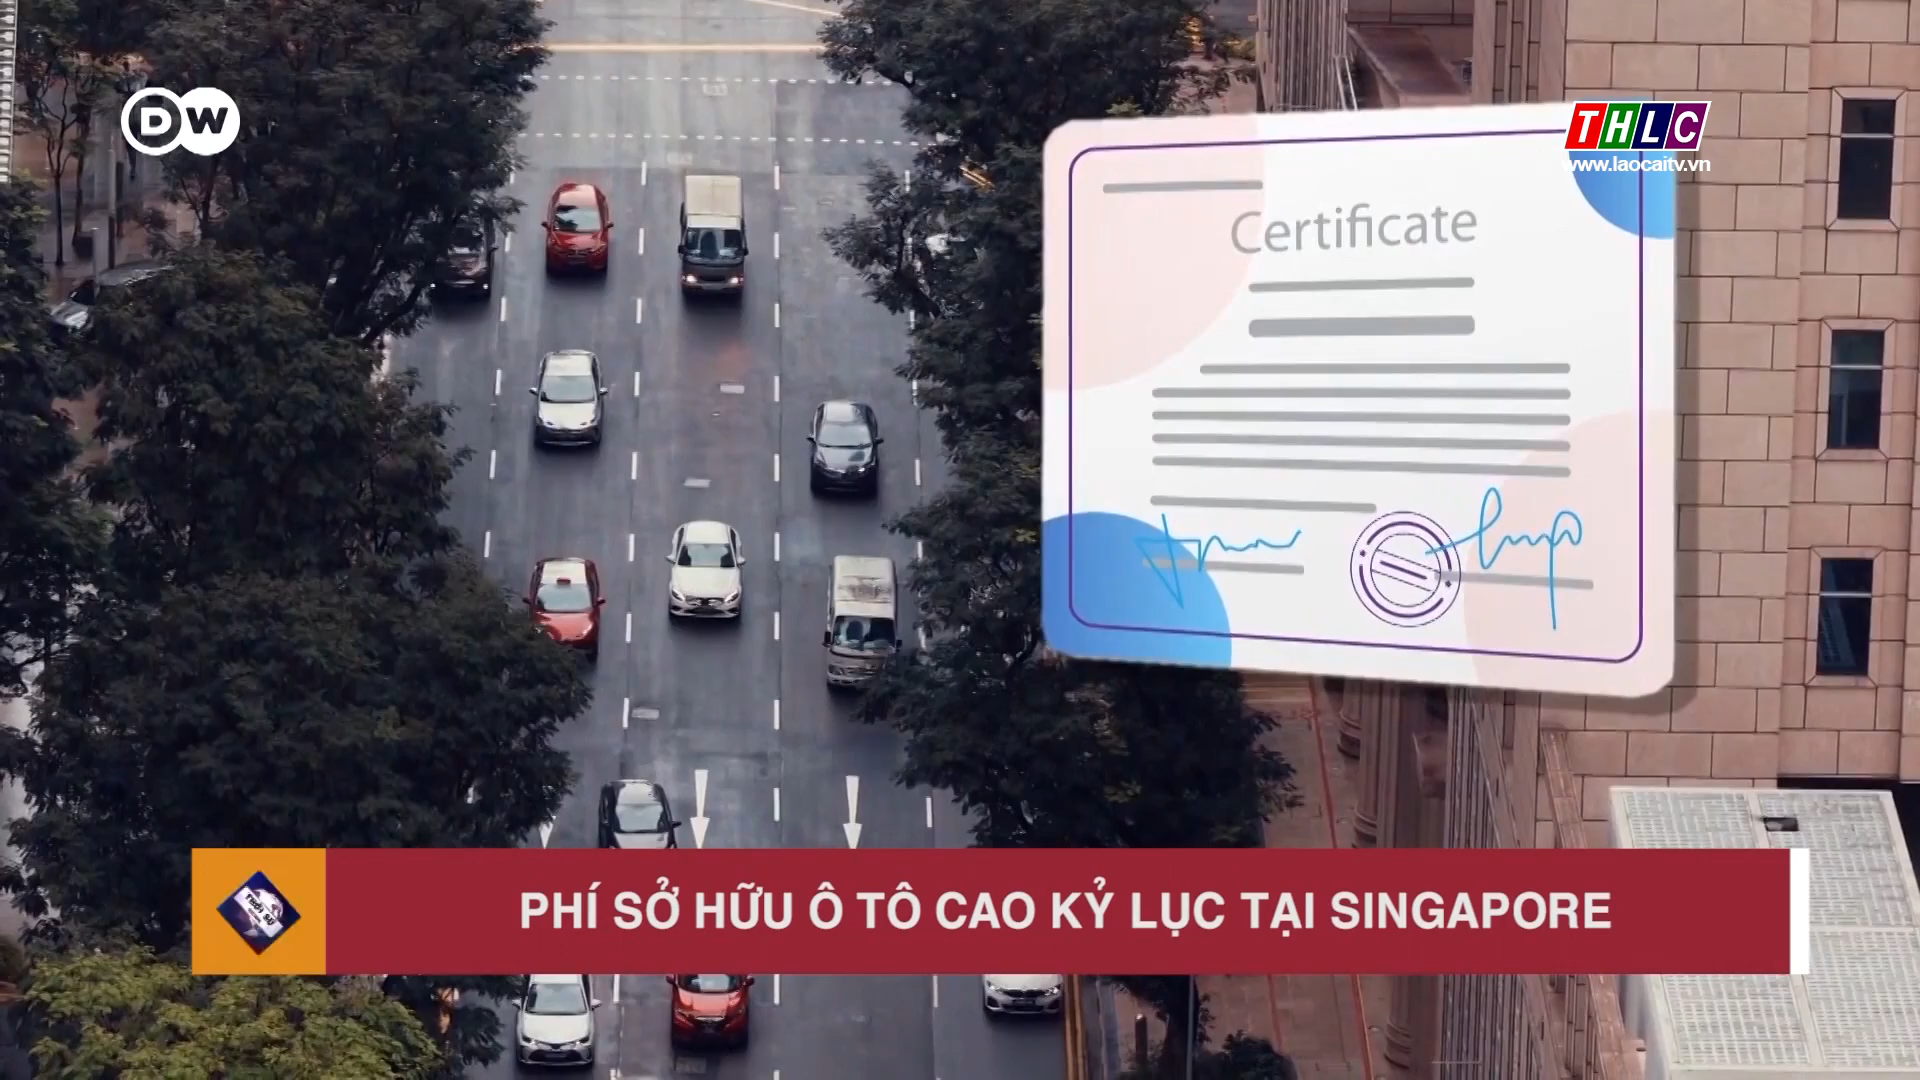 DW
THLC
www.laocaitv.vn
Certificate
PHÍ SỞ HỮU Ô TÔ CAO KỶ LỤC TẠI SINGAPORE